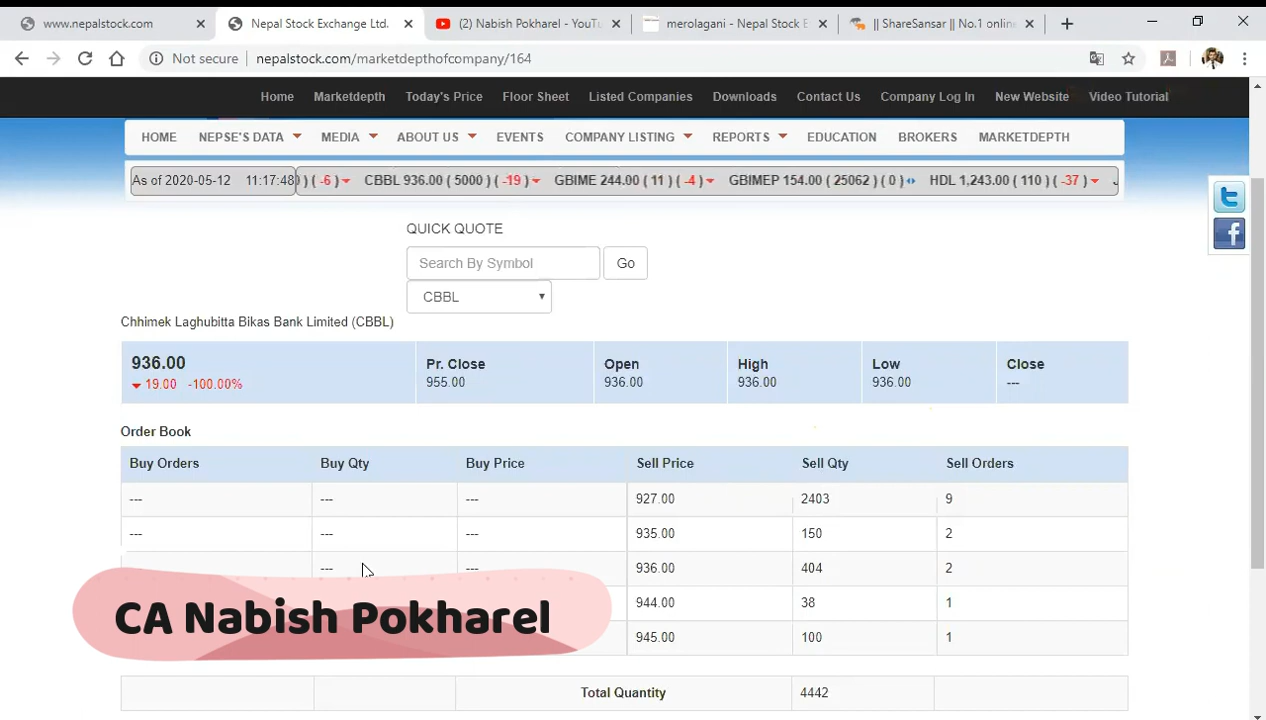 www.nepalstock.com
Nepal Stock Exchange Ltd.
(2) Nabish Pokharel - YouTu
merolagani - Nepal Stock E
|| ShareSansar || No.1 online
Not secure
nepalstock.com/marketdepthofcompany/164
Home Marketdepth Today's Price Floor Sheet Listed Companies Downloads Contact Us Company Log In New Website Video Tutorial
HOME NEPSE'S DATA MEDIA ABOUT US EVENTS COMPANY LISTING REPORTS EDUCATION BROKERS MARKETDEPTH
As of 2020-05-12 11:17:48 ) ( -6 ) CBBL 936.00 ( 5000 ) ( -19 ) GBIME 244.00 ( 11 ) ( -4 ) GBIMEP 154.00 ( 25062 ) ( 0 ) HDL 1,243.00 ( 110 ) ( -37 )
QUICK QUOTE
Search By Symbol Go
CBBL
Chhimek Laghubitta Bikas Bank Limited (CBBL)
936.00 Pr. Close Open High Low Close
19.00 -100.00% 955.00 936.00 936.00 936.00 ---
Order Book
Buy Orders Buy Qty Buy Price Sell Price Sell Qty Sell Orders
--- --- --- 927.00 2403 9
--- --- --- 935.00 150 2
--- --- 936.00 404 2
944.00 38 1
945.00 100 1
CA Nabish Pokharel
Total Quantity 4442